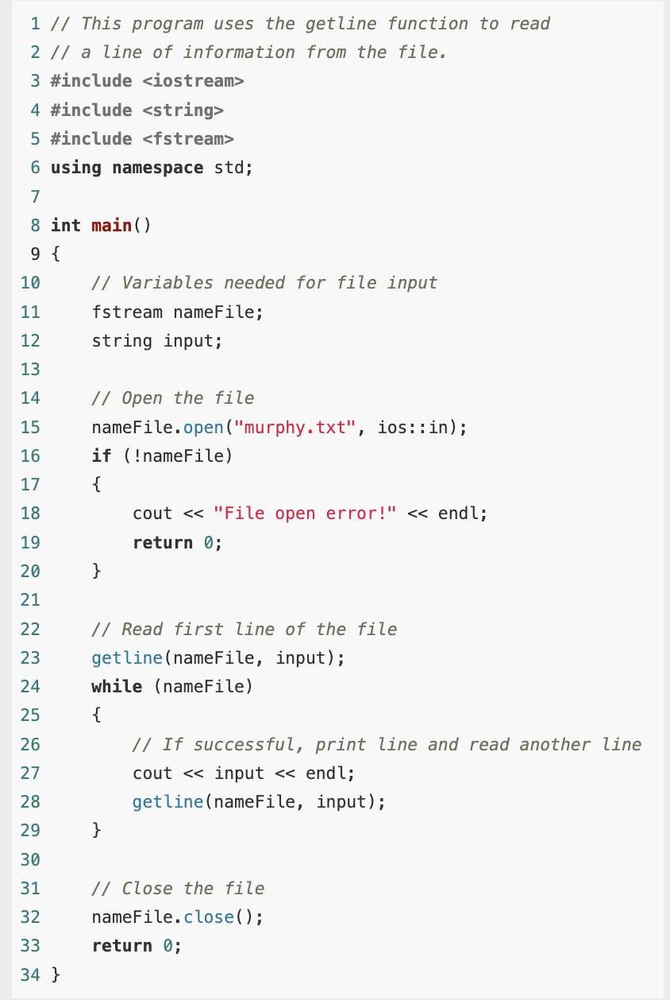 1 // This program uses the getline function to read
2 // a line of information from the file.
3 #include <iostream>
4 #include <string>
5 #include <fstream>
6 using namespace std;
7
8 int main()
9 {
10     // Variables needed for file input
11     fstream nameFile;
12     string input;
13
14     // Open the file
15     nameFile.open("murphy.txt", ios::in);
16     if (!nameFile)
17     {
18         cout << "File open error!" << endl;
19         return 0;
20     }
21
22     // Read first line of the file
23     getline(nameFile, input);
24     while (nameFile)
25     {
26         // If successful, print line and read another line
27         cout << input << endl;
28         getline(nameFile, input);
29     }
30
31     // Close the file
32     nameFile.close();
33     return 0;
34 }